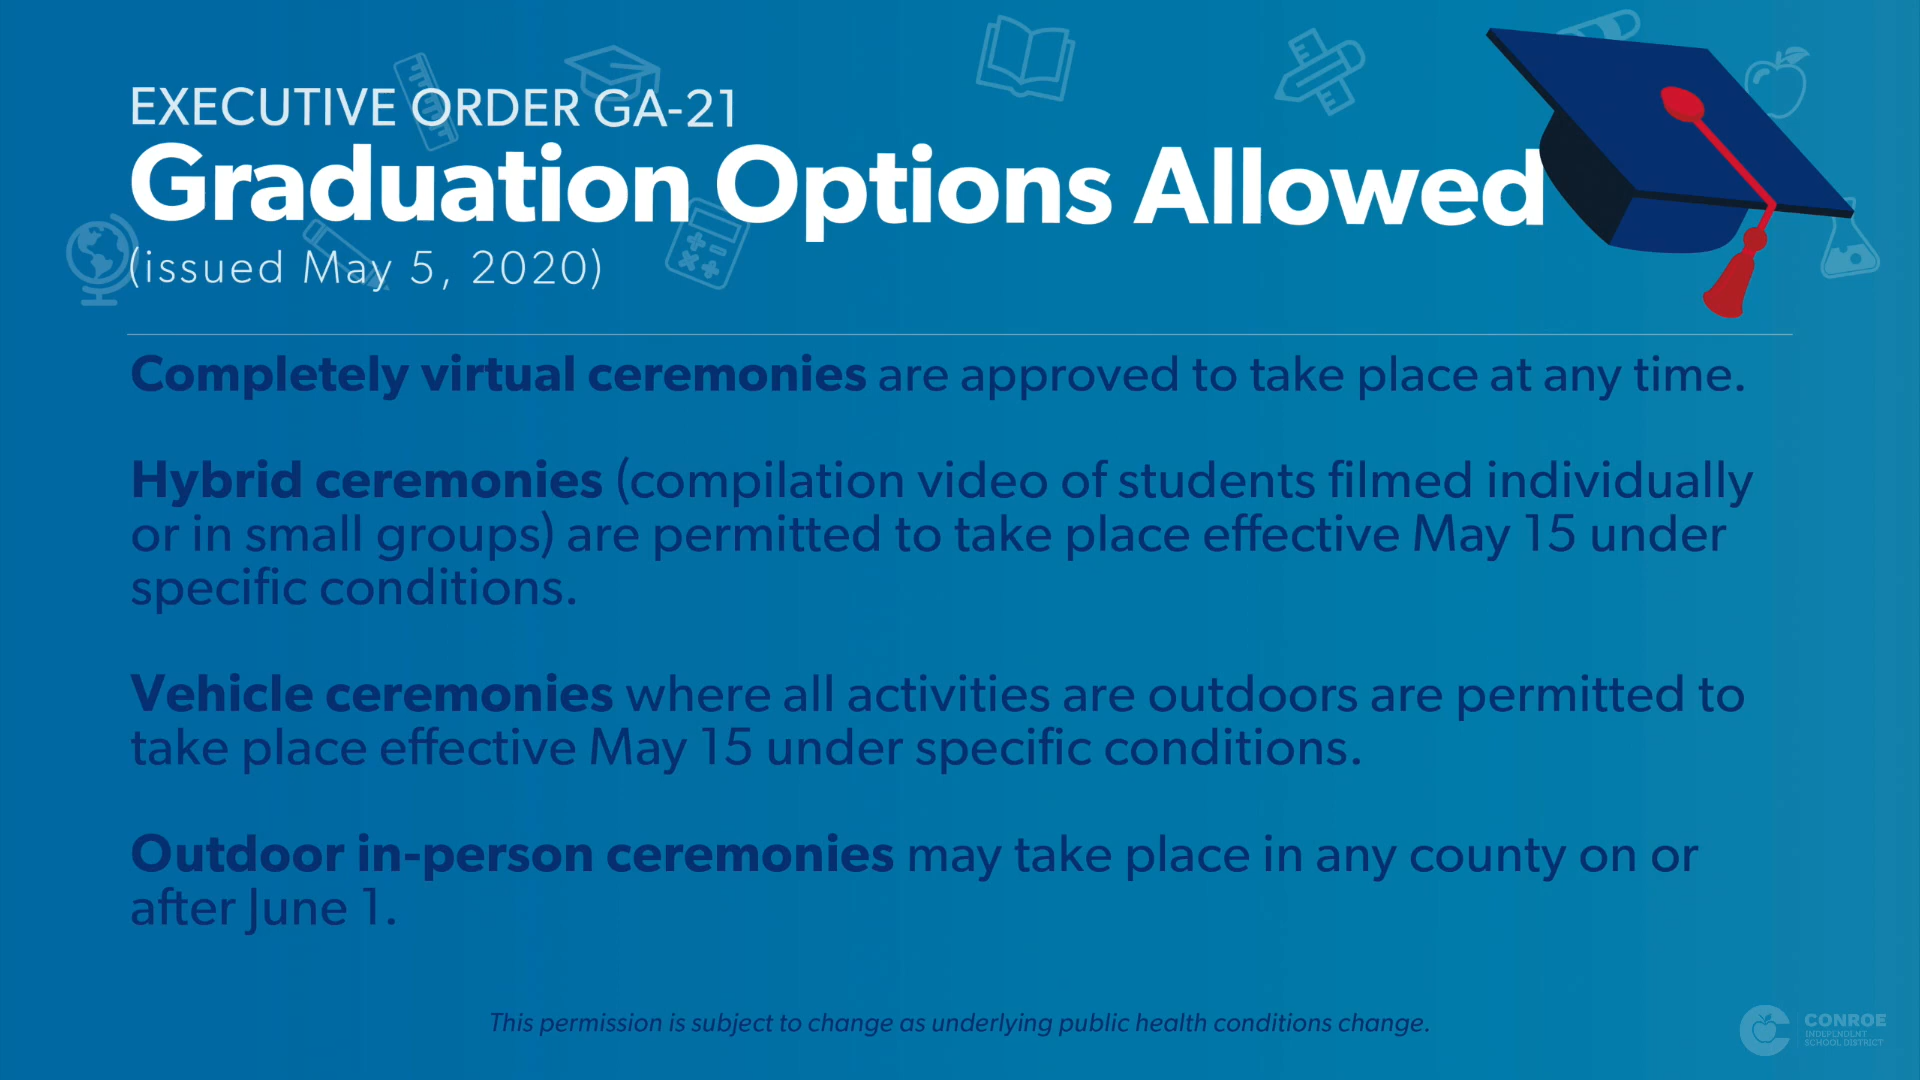 EXECUTIVE ORDER GA-21
Graduation Options Allowed
(issued May 5, 2020)
Completely virtual ceremonies are approved to take place at any time.
Hybrid ceremonies (compilation video of students filmed individually
or in small groups) are permitted to take place effective May 15 under
specific conditions.
Vehicle ceremonies where all activities are outdoors are permitted to
take place effective May 15 under specific conditions.
Outdoor in-person ceremonies may take place in any county on or
after June 1.
This permission is subject to change as underlying public health conditions change.
CONROE
INDEPENDENT
SCHOOL DISTRICT